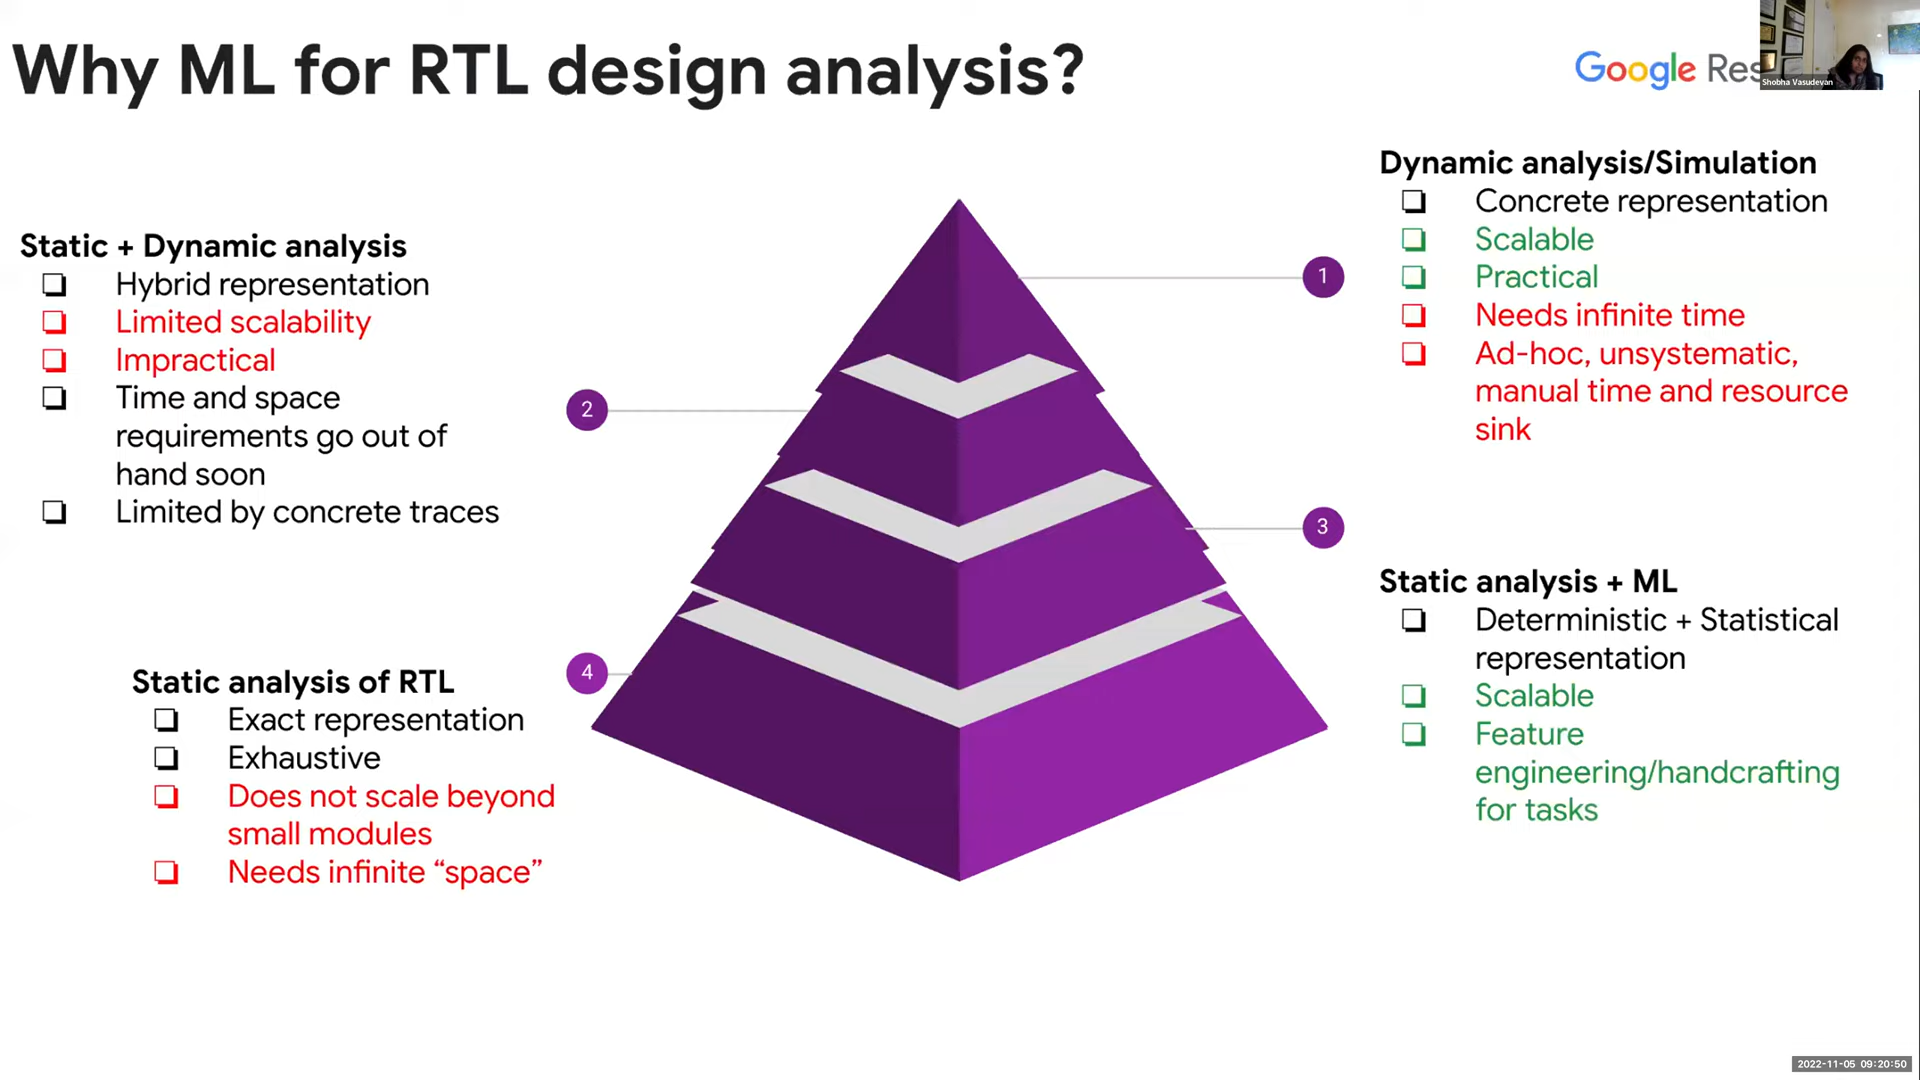 Why ML for RTL design analysis?
Google Res
Shobha Vasudevan
Dynamic analysis/Simulation
❏ Concrete representation
❏ Scalable
❏ Practical
❏ Needs infinite time
❏ Ad-hoc, unsystematic,
manual time and resource
sink
1
Static + Dynamic analysis
❏ Hybrid representation
❏ Limited scalability
❏ Impractical
❏ Time and space
requirements go out of
hand soon
❏ Limited by concrete traces
2
3
Static analysis + ML
❏ Deterministic + Statistical
representation
❏ Scalable
❏ Feature
engineering/handcrafting
for tasks
4
Static analysis of RTL
❏ Exact representation
❏ Exhaustive
❏ Does not scale beyond
small modules
❏ Needs infinite “space”
2022-11-05 09:20:50